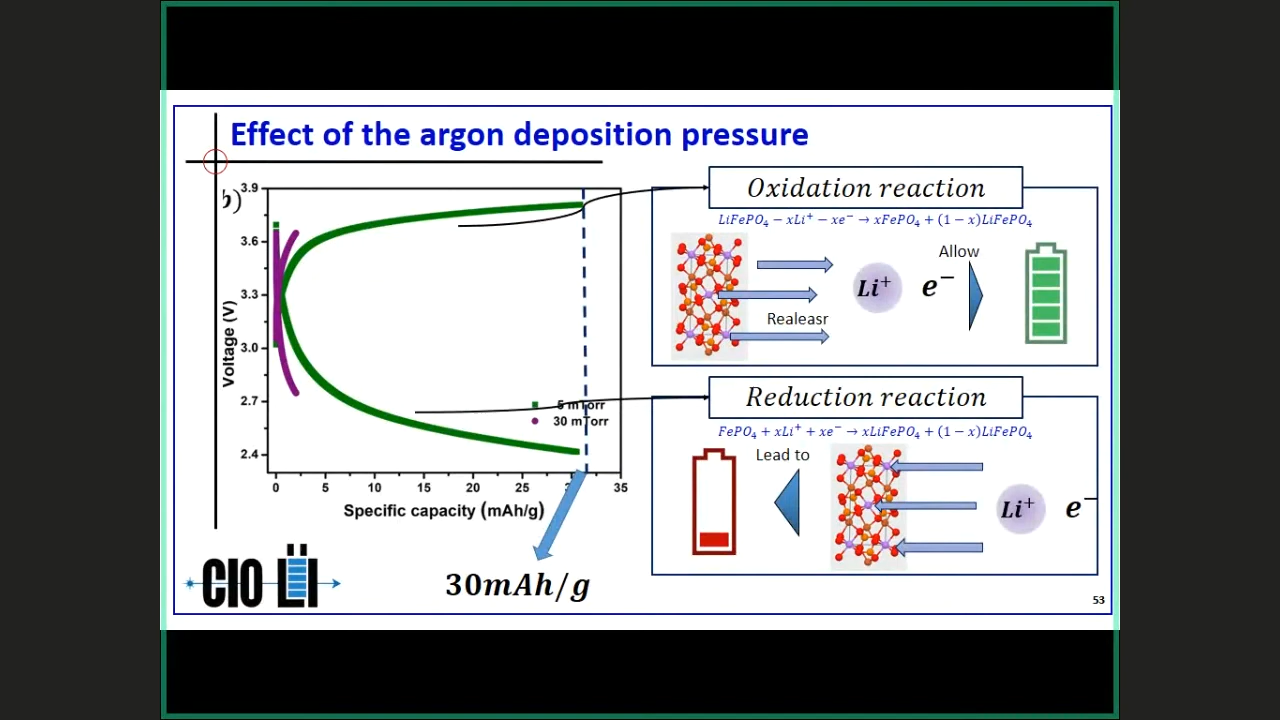 Effect of the argon deposition pressure
b)
3.9
3.6
3.3
3.0
2.7
2.4
Voltage (V)
0 5 10 15 20 25 35
Specific capacity (mAh/g)
5 mTorr
30 mTorr
30mAh/g
Oxidation reaction
LiFePO₄ − xLi⁺ − xe⁻ → xFePO₄ + (1 − x)LiFePO₄
Allow
Li⁺ e⁻
Realeasr
Reduction reaction
FePO₄ + xLi⁺ + xe⁻ → xLiFePO₄ + (1 − x)LiFePO₄
Lead to
Li⁺ e⁻
CIO LI
53